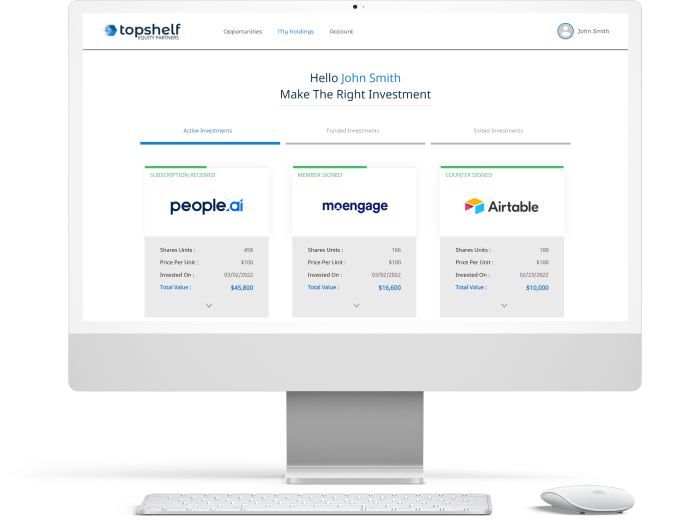 topshelf
EQUITY PARTNERS
Opportunities My holdings Account
John Smith
Hello John Smith
Make The Right Investment
Active Investments Funded Investments Exited Investments
SUBSCRIPTION RECEIVED
people.ai
Shares Units : 458
Price Per Unit : $100
Invested On : 03/02/2022
Total Value : $45,800
MEMBER SIGNED
moengage
Shares Units : 166
Price Per Unit : $100
Invested On : 03/02/2022
Total Value : $16,600
COUNTER SIGNED
Airtable
Shares Units : 100
Price Per Unit : $100
Invested On : 02/23/2022
Total Value : $10,000